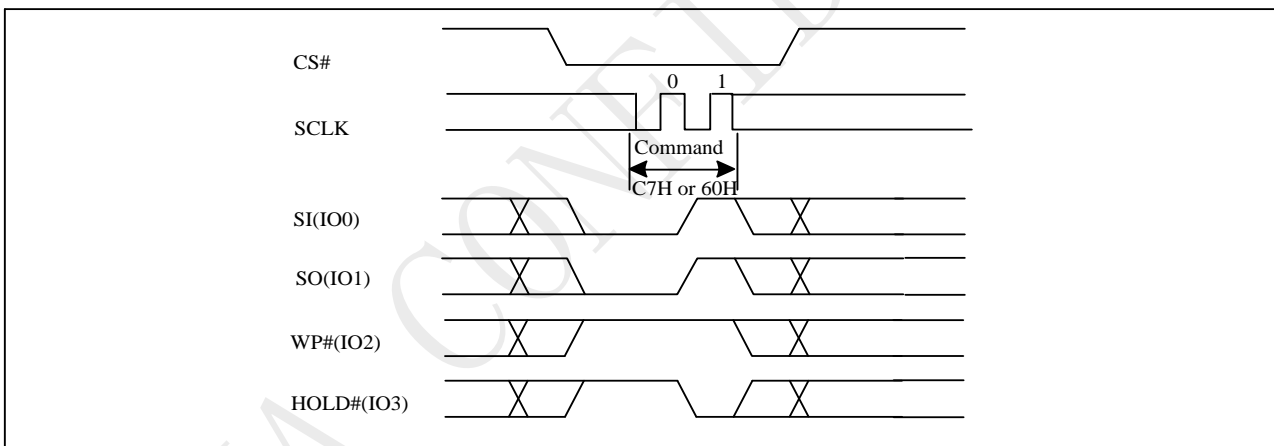 CS#
0 1
SCLK
Command
C7H or 60H
SI(IO0)
SO(IO1)
WP#(IO2)
HOLD#(IO3)